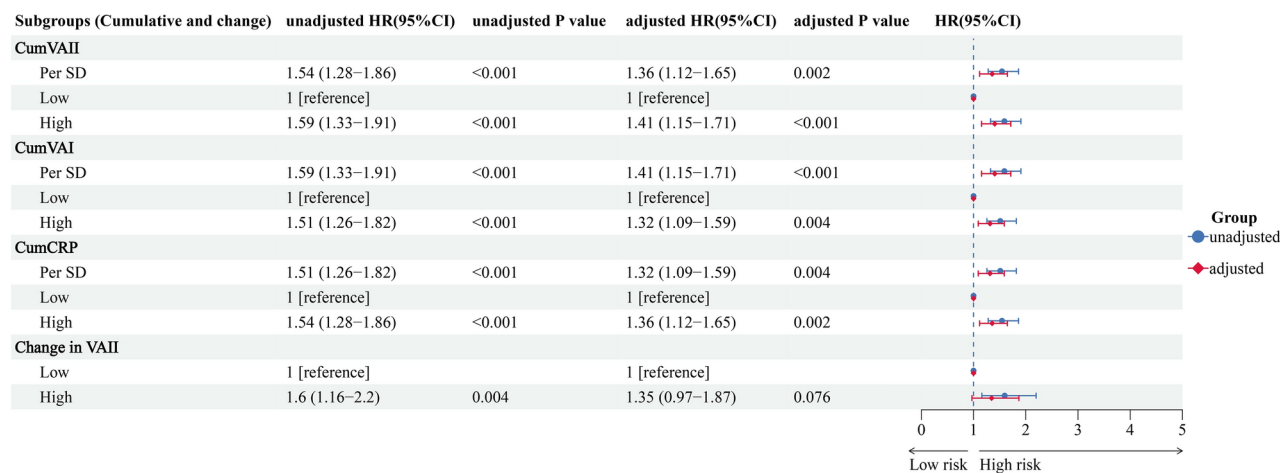 Subgroups (Cumulative and change) unadjusted HR(95%CI) unadjusted P value adjusted HR(95%CI) adjusted P value HR(95%CI)
CumVAII
Per SD 1.54 (1.28−1.86) <0.001 1.36 (1.12−1.65) 0.002
Low 1 [reference] 1 [reference]
High 1.59 (1.33−1.91) <0.001 1.41 (1.15−1.71) <0.001
CumVAI
Per SD 1.59 (1.33−1.91) <0.001 1.41 (1.15−1.71) <0.001
Low 1 [reference] 1 [reference]
High 1.51 (1.26−1.82) <0.001 1.32 (1.09−1.59) 0.004
CumCRP
Per SD 1.51 (1.26−1.82) <0.001 1.32 (1.09−1.59) 0.004
Low 1 [reference] 1 [reference]
High 1.54 (1.28−1.86) <0.001 1.36 (1.12−1.65) 0.002
Change in VAII
Low 1 [reference] 1 [reference]
High 1.6 (1.16−2.2) 0.004 1.35 (0.97−1.87) 0.076
0 1 2 3 4 5
Low risk High risk
Group
unadjusted
adjusted